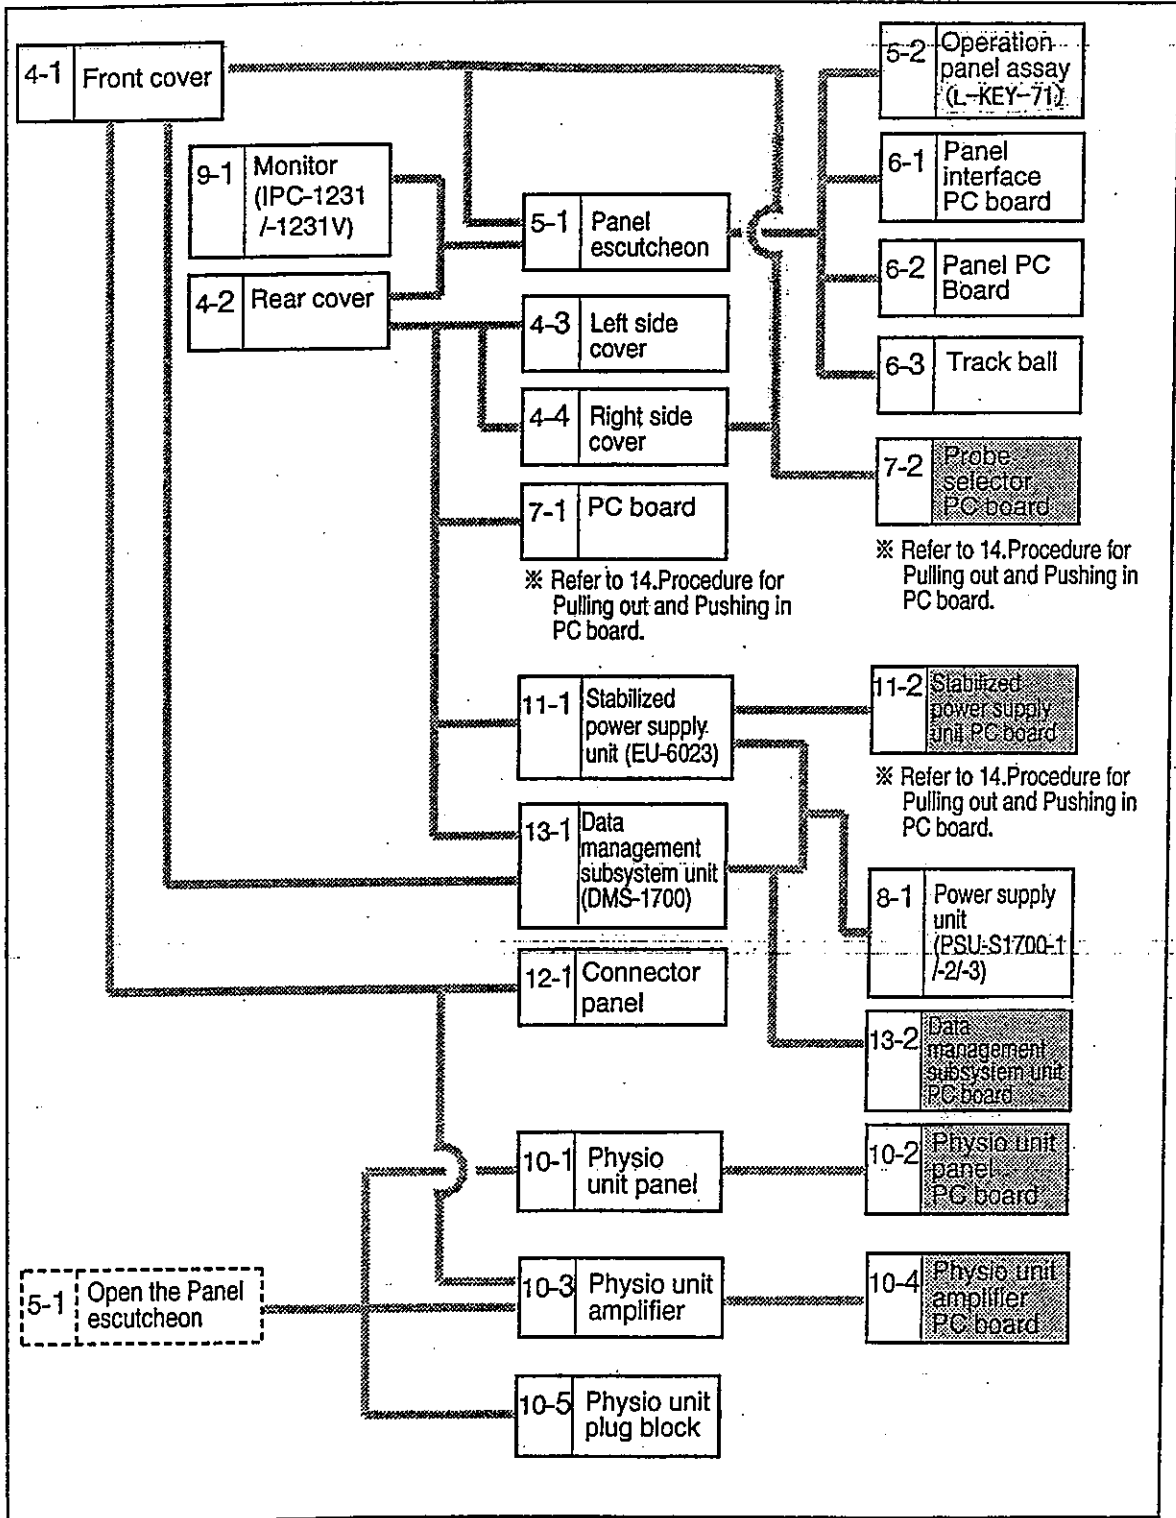 4-1
Front cover
9-1
Monitor
(IPC-1231
/-1231V)
4-2
Rear cover
5-1
Panel
escutcheon
4-3
Left side
cover
4-4
Right side
cover
7-1
PC board
※ Refer to 14.Procedure for
Pulling out and Pushing in
PC board.
11-1
Stabilized
power supply
unit (EU-6023)
13-1
Data
management
subsystem unit
(DMS-1700)
12-1
Connector
panel
10-1
Physio
unit panel
5-1
Open the Panel
escutcheon
10-3
Physio unit
amplifier
10-5
Physio unit
plug block
5-2
Operation
panel assay
(L-KEY-71)
6-1
Panel
interface
PC board
6-2
Panel PC
Board
6-3
Track ball
7-2
Probe
selector
PC board
※ Refer to 14.Procedure for
Pulling out and Pushing in
PC board.
11-2
Stabilized
power supply
unit PC board
※ Refer to 14.Procedure for
Pulling out and Pushing in
PC board.
8-1
Power supply
unit
(PSU-S1700-1
/-2/-3)
13-2
Data
management
subsystem unit
PC board
10-2
Physio unit
panel
PC board
10-4
Physio unit
amplifier
PC board